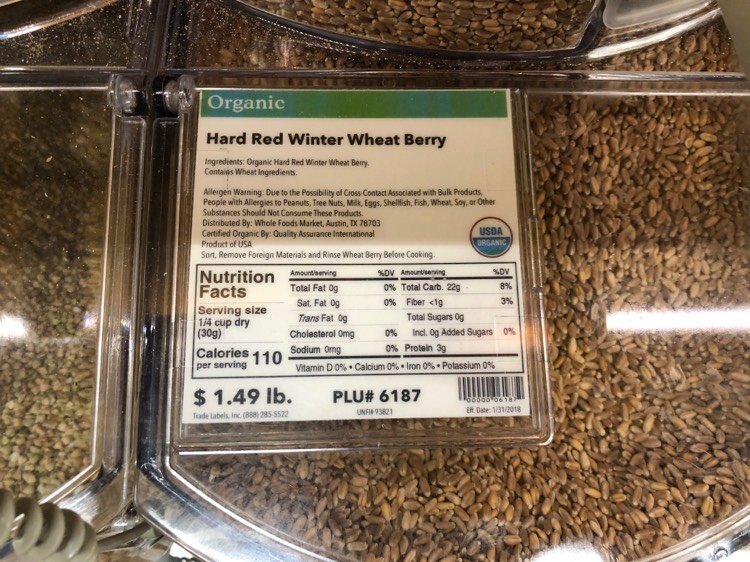 Organic
Hard Red Winter Wheat Berry
Ingredients: Organic Hard Red Winter Wheat Berry.
Contains Wheat Ingredients.
Allergen Warning: Due to the Possibility of Cross-Contact Associated with Bulk Products,
People with Allergies to Peanuts, Tree Nuts, Milk, Eggs, Shellfish, Fish, Wheat, Soy, or Other
Substances Should Not Consume These Products.
Distributed By: Whole Foods Market, Austin, TX 78703
Certified Organic By: Quality Assurance International
Product of USA
Sort, Remove Foreign Materials and Rinse Wheat Berry Before Cooking.
USDA
ORGANIC
Nutrition
Facts
Serving size
1/4 cup dry
(30g)
Calories
per serving
110
Amount/serving %DV
Total Fat 0g 0%
Sat. Fat 0g 0%
Trans Fat 0g
Cholesterol 0mg 0%
Sodium 0mg 0%
Amount/serving %DV
Total Carb. 22g 8%
Fiber <1g 3%
Total Sugars 0g
Incl. 0g Added Sugars 0%
Protein 3g
Vitamin D 0% • Calcium 0% • Iron 0% • Potassium 0%
$ 1.49 lb. PLU# 6187
00000 06187
Trade Labels, Inc. (888) 285-5522 UNFI# 93821 Eff. Date: 1/31/2018